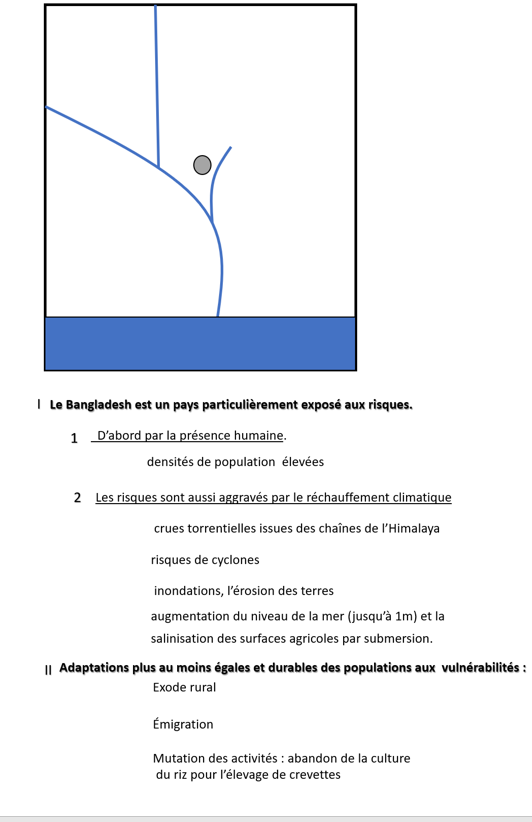 I Le Bangladesh est un pays particulièrement exposé aux risques.
1 D'abord par la présence humaine.
densités de population élevées
2 Les risques sont aussi aggravés par le réchauffement climatique
crues torrentielles issues des chaînes de l'Himalaya
risques de cyclones
inondations, l'érosion des terres
augmentation du niveau de la mer (jusqu'à 1m) et la
salinisation des surfaces agricoles par submersion.
II Adaptations plus au moins égales et durables des populations aux vulnérabilités :
Exode rural
Émigration
Mutation des activités : abandon de la culture
du riz pour l'élevage de crevettes